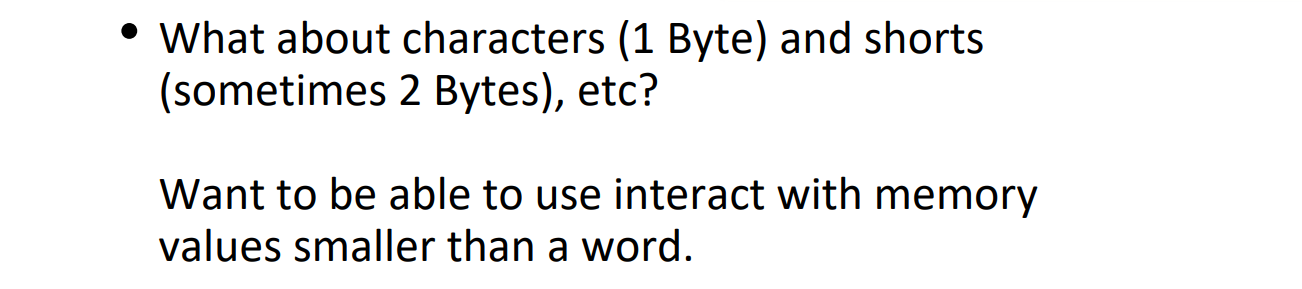 • What about characters (1 Byte) and shorts
(sometimes 2 Bytes), etc?
Want to be able to use interact with memory
values smaller than a word.